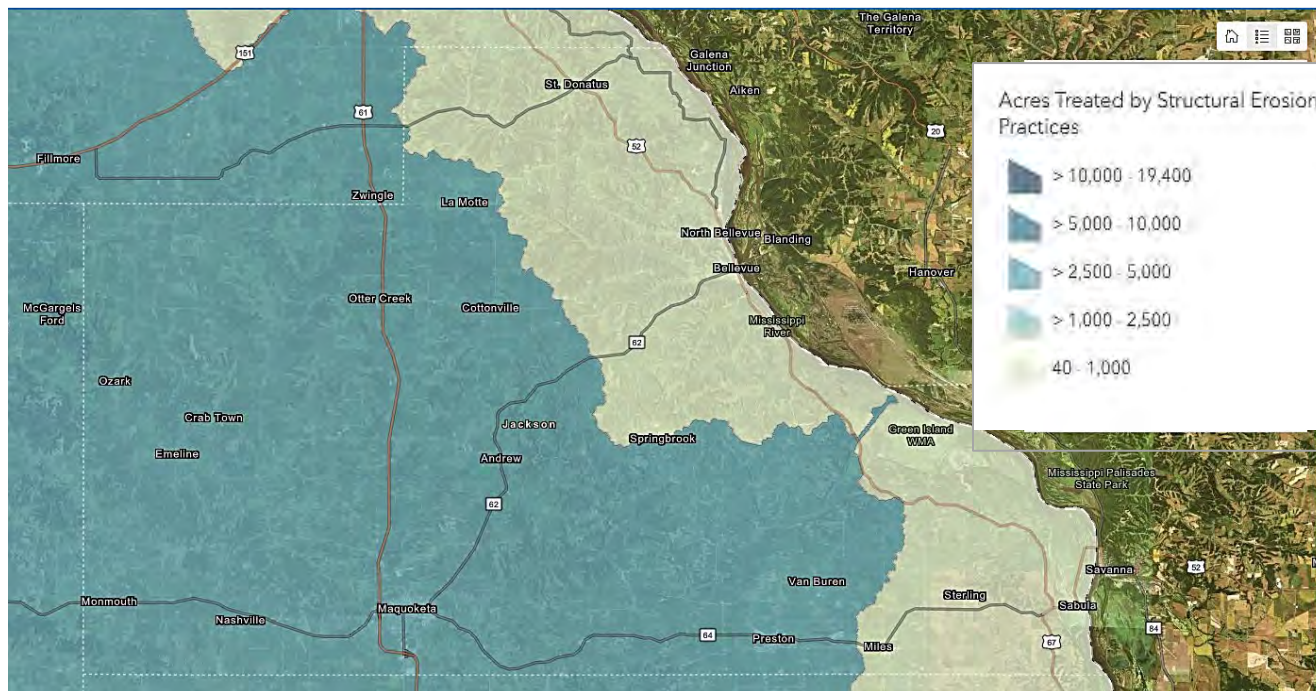 The Galena
Territory
151
Galena
Junction
St. Donatus
Aiken
61
20
52
Fillmore
Zwingle
La Motte
North Bellevue
Blanding
Bellevue
Hanover
McGargels
Ford
Otter Creek
Cottonville
Mississippi
River
62
Ozark
Crab Town
Jackson
Green Island
WMA
Springbrook
Emeline
Andrew
Mississippi Palisades
State Park
62
Savanna
52
Van Buren
Sterling
Monmouth
Maquoketa
Sabula
Nashville
84
64
Preston
Miles
67
Acres Treated by Structural Erosion
Practices
> 10,000 - 19,400
> 5,000 - 10,000
> 2,500 - 5,000
> 1,000 - 2,500
40 - 1,000